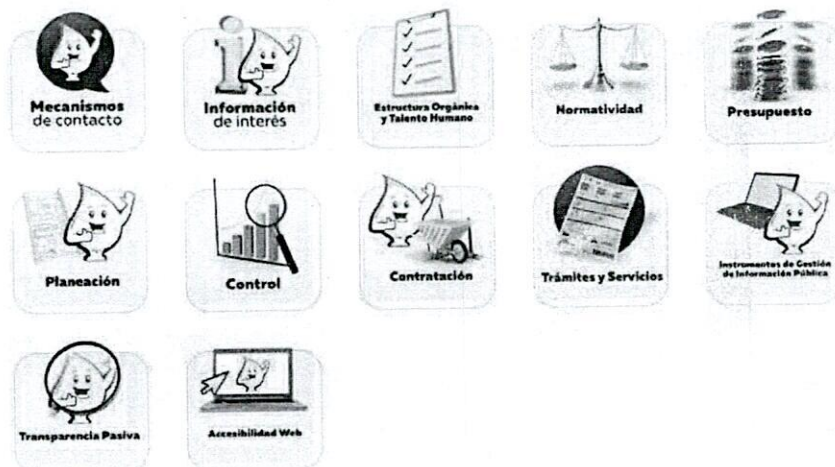 Mecanismos
de contacto
Información
de interés
Estructura Orgánica
y Talento Humano
Normatividad
Presupuesto
Planeación
Control
Contratación
Trámites y Servicios
Instrumentos de Gestión
de Información Pública
Transparencia Pasiva
Accesibilidad Web